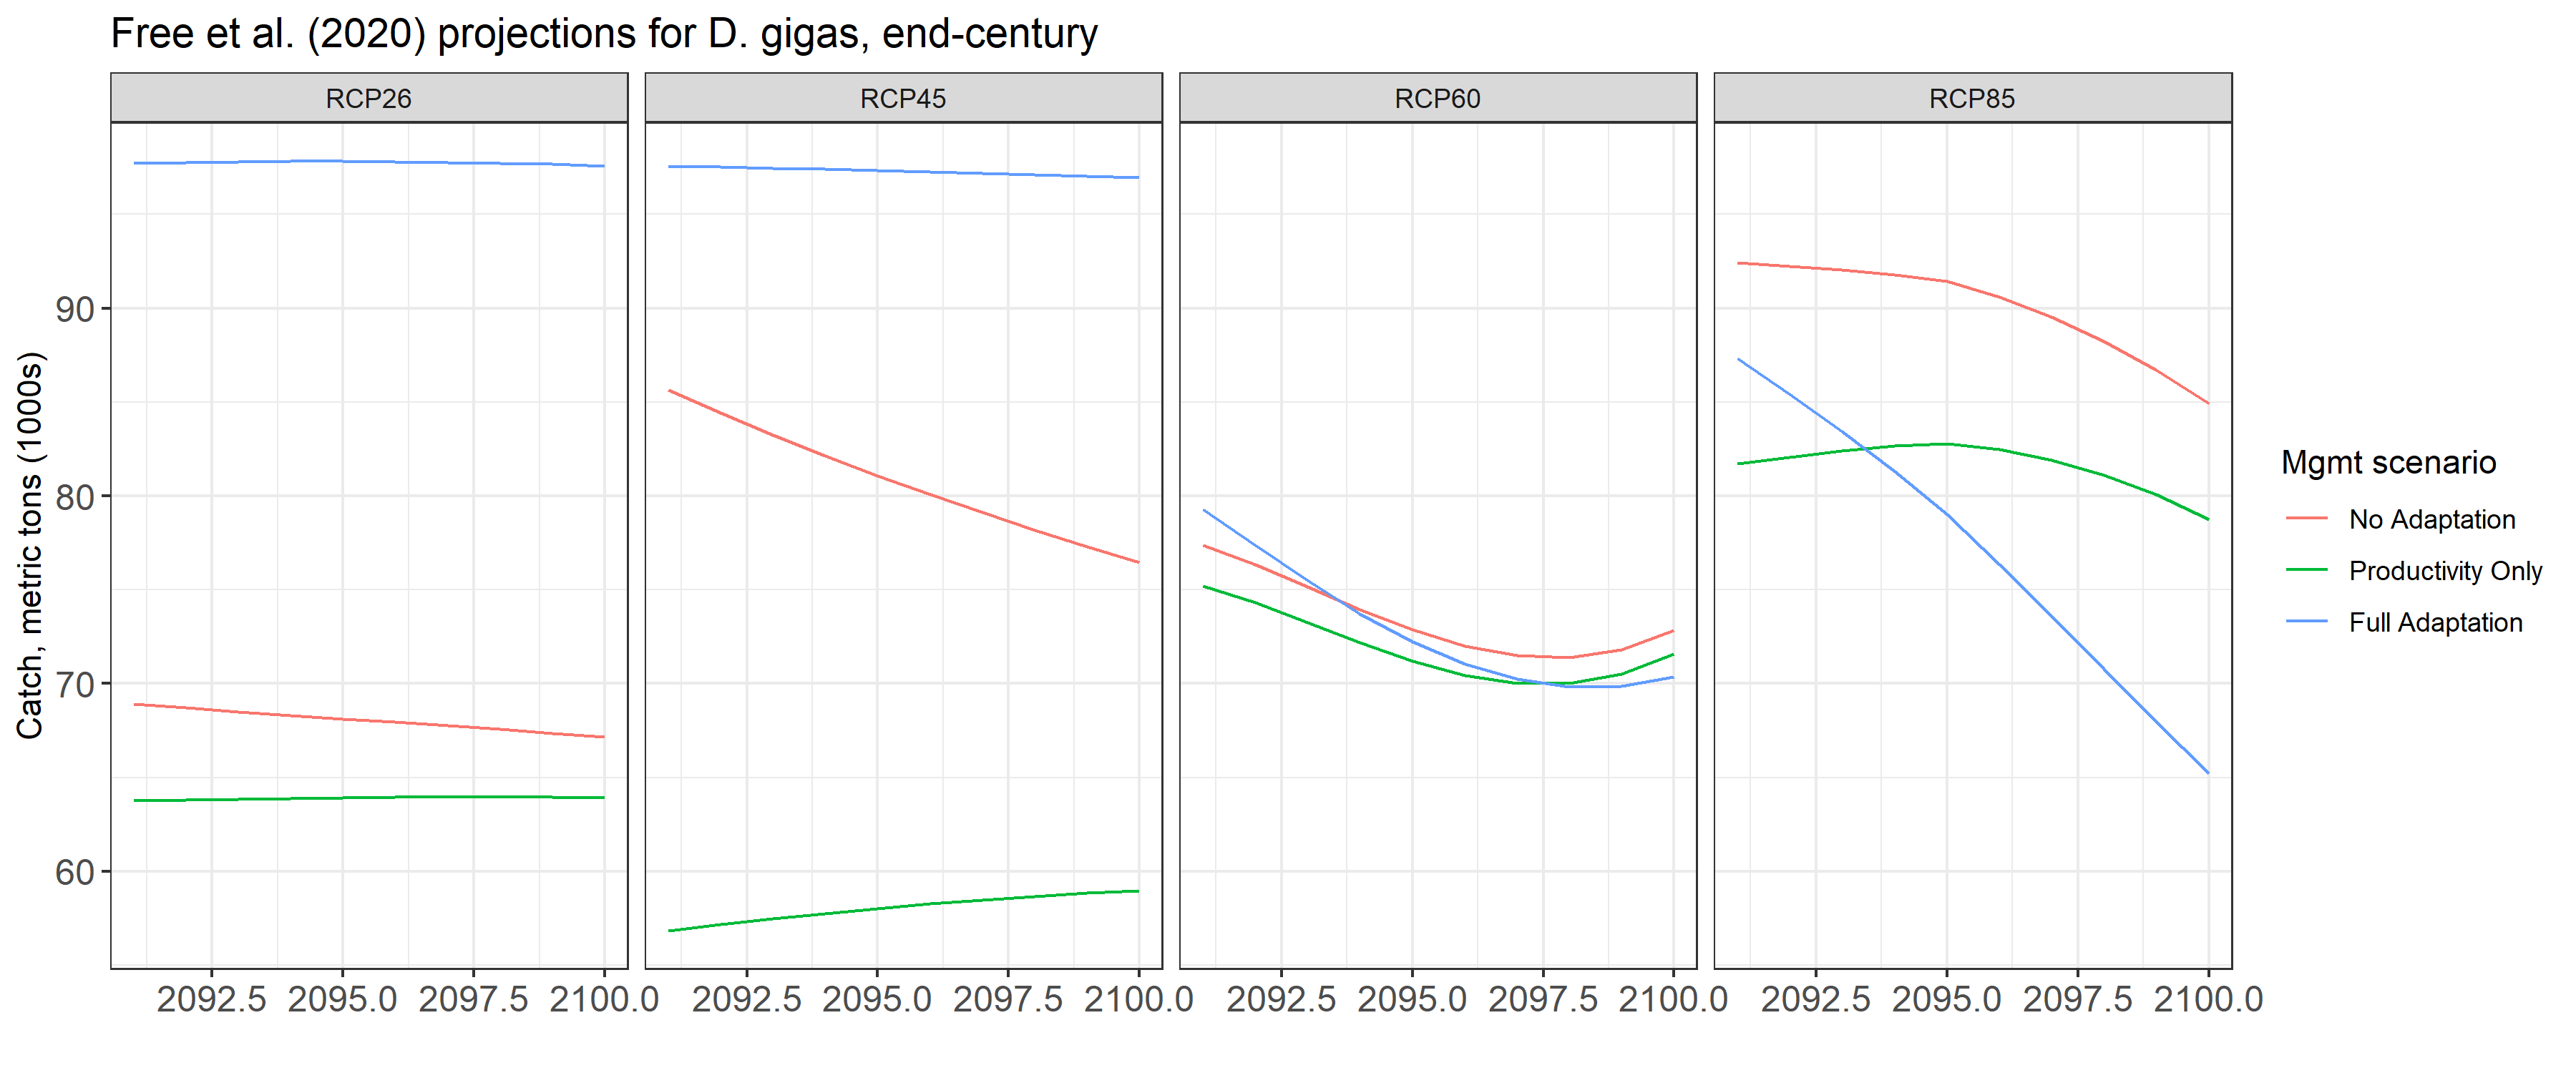 Free et al. (2020) projections for D. gigas, end-century
RCP26 RCP45 RCP60 RCP85
Catch, metric tons (1000s)
90
80
70
60
2092.5 2095.0 2097.5 2100.0 2092.5 2095.0 2097.5 2100.0 2092.5 2095.0 2097.5 2100.0 2092.5 2095.0 2097.5 2100.0
Mgmt scenario
No Adaptation
Productivity Only
Full Adaptation